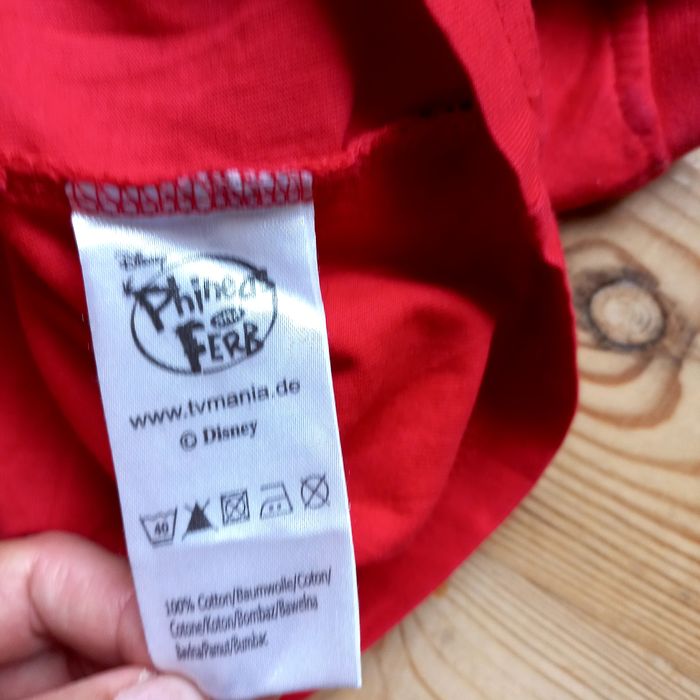 Disney
Phineas
AND
FERB
www.tvmania.de
© Disney
40
100% Cotton/Baumwolle/Coton/
Cotone/Koton/Bombaz/Bawełna
Bavlna/Pamut/Bumbac